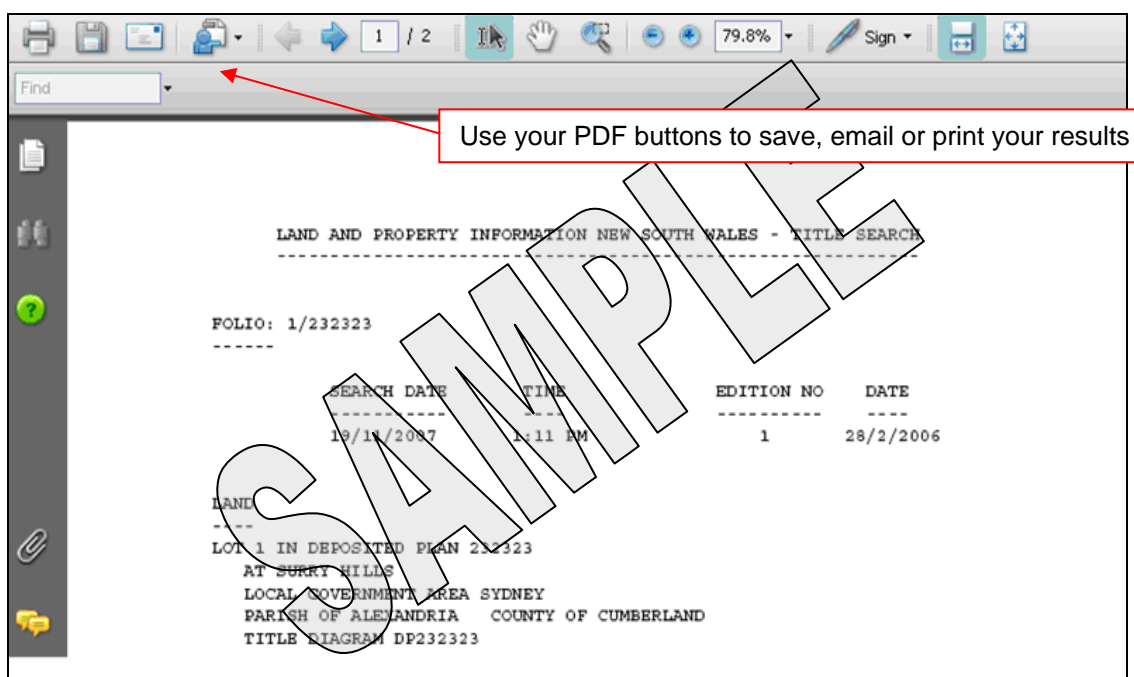 1 / 2 79.8% Sign
Find
Use your PDF buttons to save, email or print your results
LAND AND PROPERTY INFORMATION NEW SOUTH WALES - TITLE SEARCH
------------------------------------------------------------
FOLIO: 1/232323
------
SEARCH DATE TIME EDITION NO DATE
----------- ---- ---------- ----
19/11/2007 1:11 PM 1 28/2/2006
LAND
----
LOT 1 IN DEPOSITED PLAN 232323
AT SURRY HILLS
LOCAL GOVERNMENT AREA SYDNEY
PARISH OF ALEXANDRIA COUNTY OF CUMBERLAND
TITLE DIAGRAM DP232323
SAMPLE